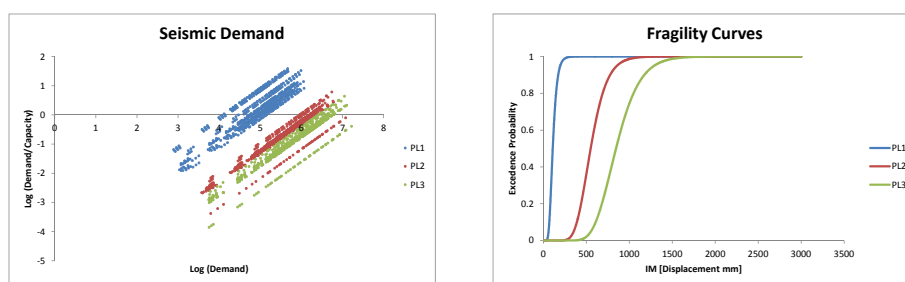 Seismic Demand
2
1
0
0 1 2 3 4 5 6 7 8
-1
-2
-3
-4
-5
Log (Demand/Capacity)
Log (Demand)
PL1
PL2
PL3
Fragility Curves
1
0.8
0.6
0.4
0.2
0
0 500 1000 1500 2000 2500 3000 3500
Excedence Probability
IM [Displacement mm]
PL1
PL2
PL3